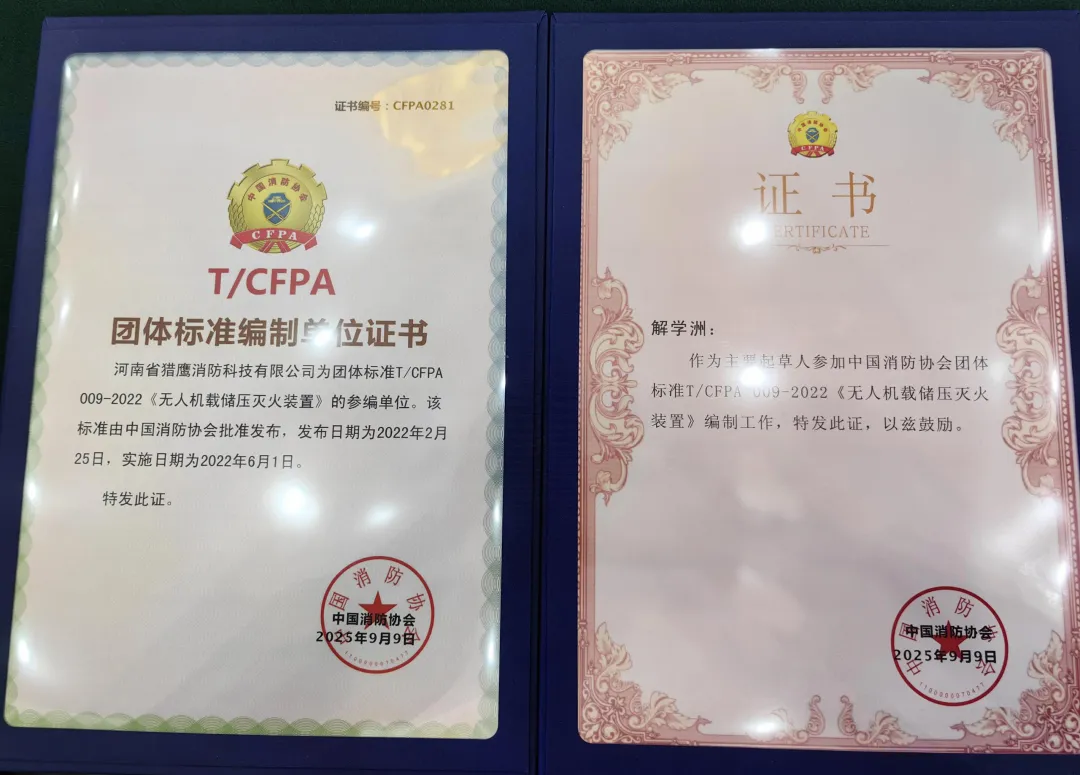 证书编号：CFPA0281
中国消防协会
CFPA
T/CFPA
团体标准编制单位证书
河南省猎鹰消防科技有限公司为团体标准T/CFPA
009-2022《无人机载储压灭火装置》的参编单位。该
标准由中国消防协会批准发布，发布日期为2022年2月
25日，实施日期为2022年6月1日。
特发此证。
中国消防协会
中国消防协会
2025年9月9日
中国消防协会
CFPA
证书
CERTIFICATE
解学洲：
作为主要起草人参加中国消防协会团体
标准T/CFPA 009-2022《无人机载储压灭火
装置》编制工作，特发此证，以兹鼓励。
中国消防协会
中国消防协会
2025年9月9日